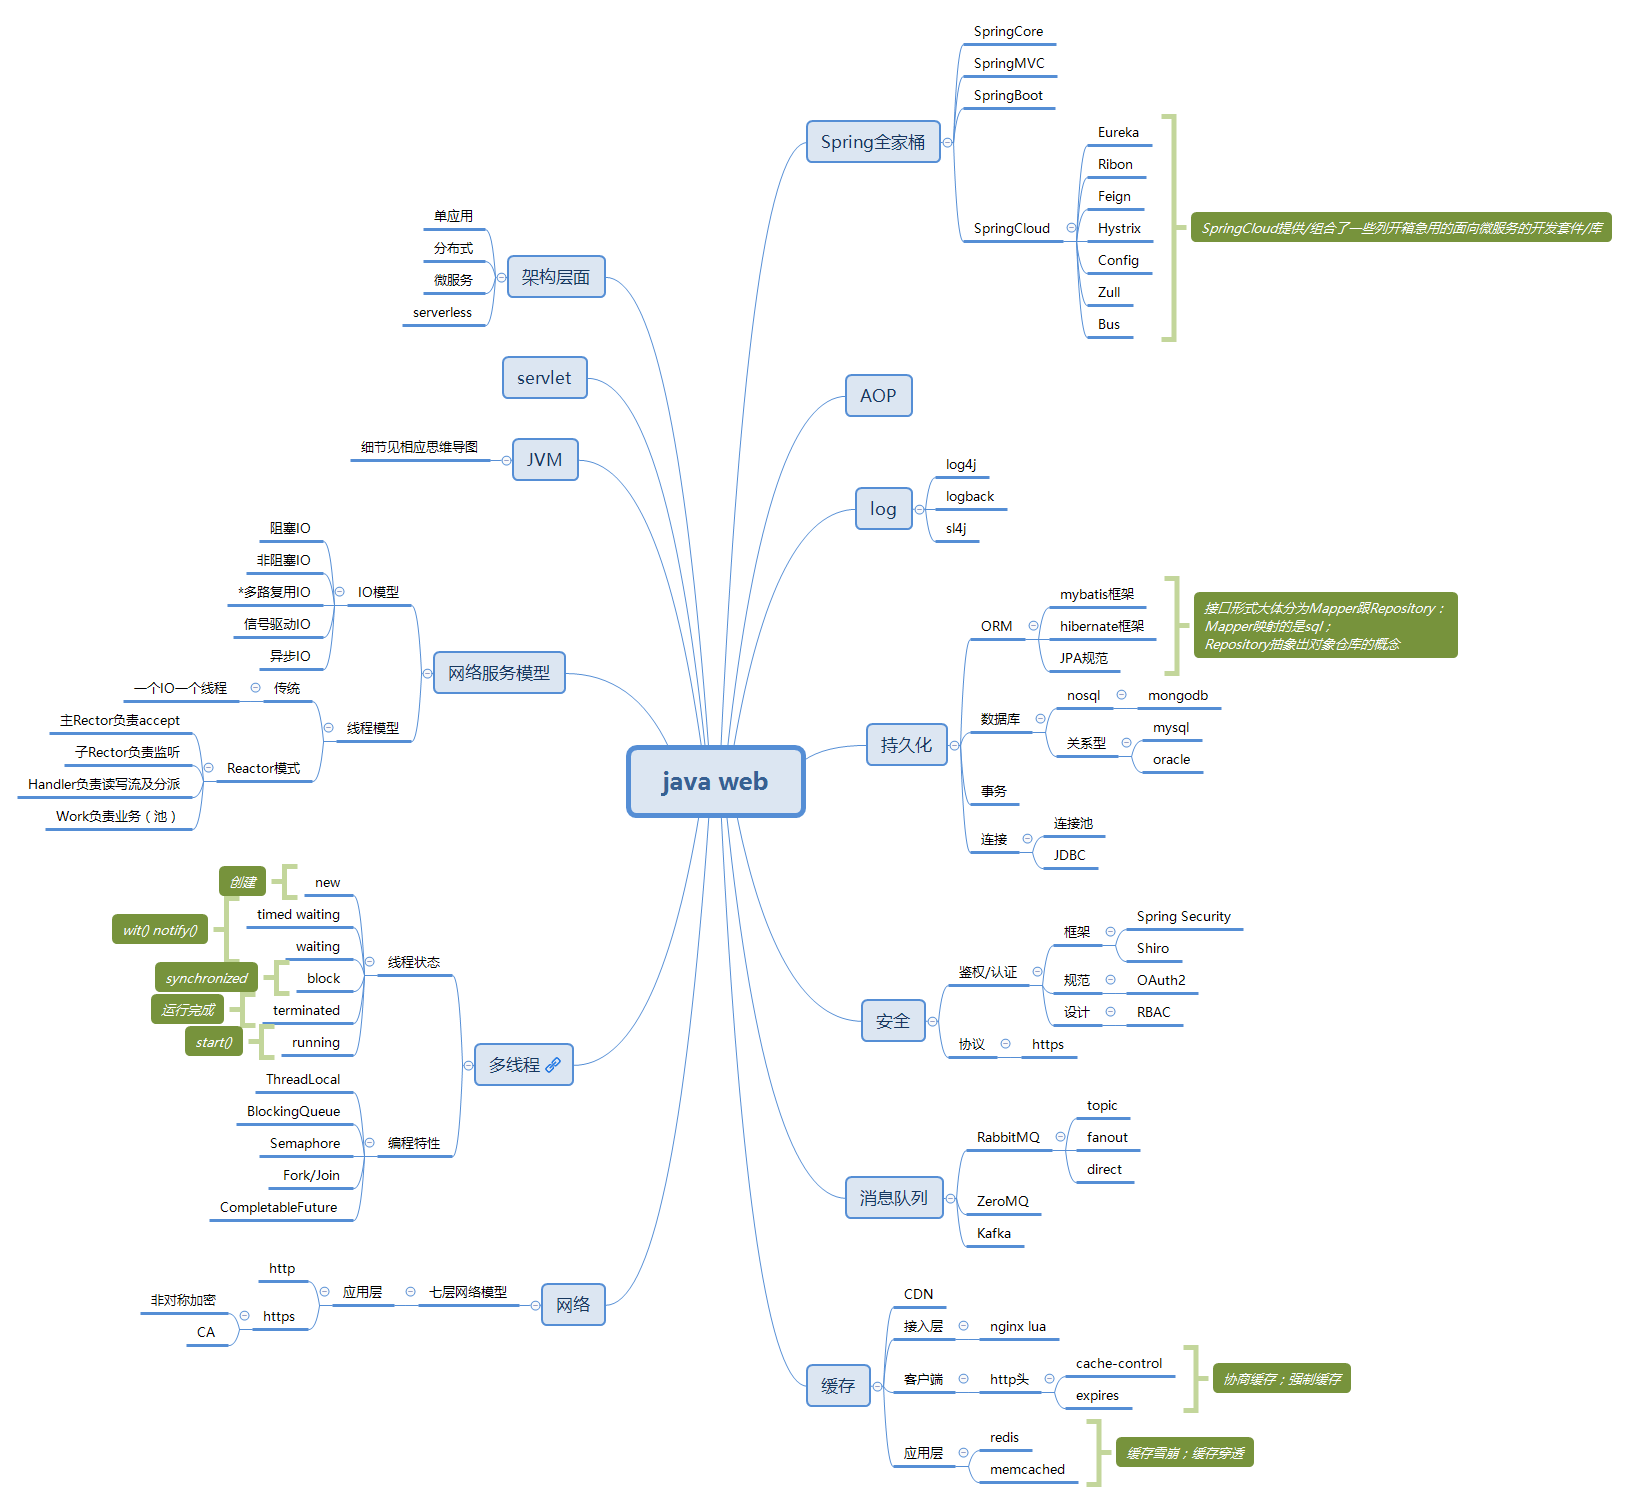 java web
Spring全家桶
SpringCore
SpringMVC
SpringBoot
SpringCloud
Eureka
Ribon
Feign
Hystrix
Config
Zull
Bus
SpringCloud提供/组合了一些列开箱急用的面向微服务的开发套件/库
AOP
log
log4j
logback
sl4j
持久化
ORM
mybatis框架
hibernate框架
JPA规范
接口形式大体分为Mapper跟Repository：
Mapper映射的是sql；
Repository抽象出对象仓库的概念
数据库
nosql
mongodb
关系型
mysql
oracle
事务
连接
连接池
JDBC
安全
鉴权/认证
框架
Spring Security
Shiro
规范
OAuth2
设计
RBAC
协议
https
消息队列
RabbitMQ
topic
fanout
direct
ZeroMQ
Kafka
缓存
CDN
接入层
nginx lua
客户端
http头
cache-control
expires
协商缓存；强制缓存
应用层
redis
memcached
缓存雪崩；缓存穿透
架构层面
单应用
分布式
微服务
serverless
servlet
JVM
细节见相应思维导图
网络服务模型
IO模型
阻塞IO
非阻塞IO
*多路复用IO
信号驱动IO
异步IO
线程模型
传统
一个IO一个线程
Reactor模式
主Rector负责accept
子Rector负责监听
Handler负责读写流及分派
Work负责业务（池）
多线程
线程状态
new
创建
timed waiting
waiting
wit() notify()
block
synchronized
terminated
运行完成
running
start()
编程特性
ThreadLocal
BlockingQueue
Semaphore
Fork/Join
CompletableFuture
网络
七层网络模型
应用层
http
https
非对称加密
CA